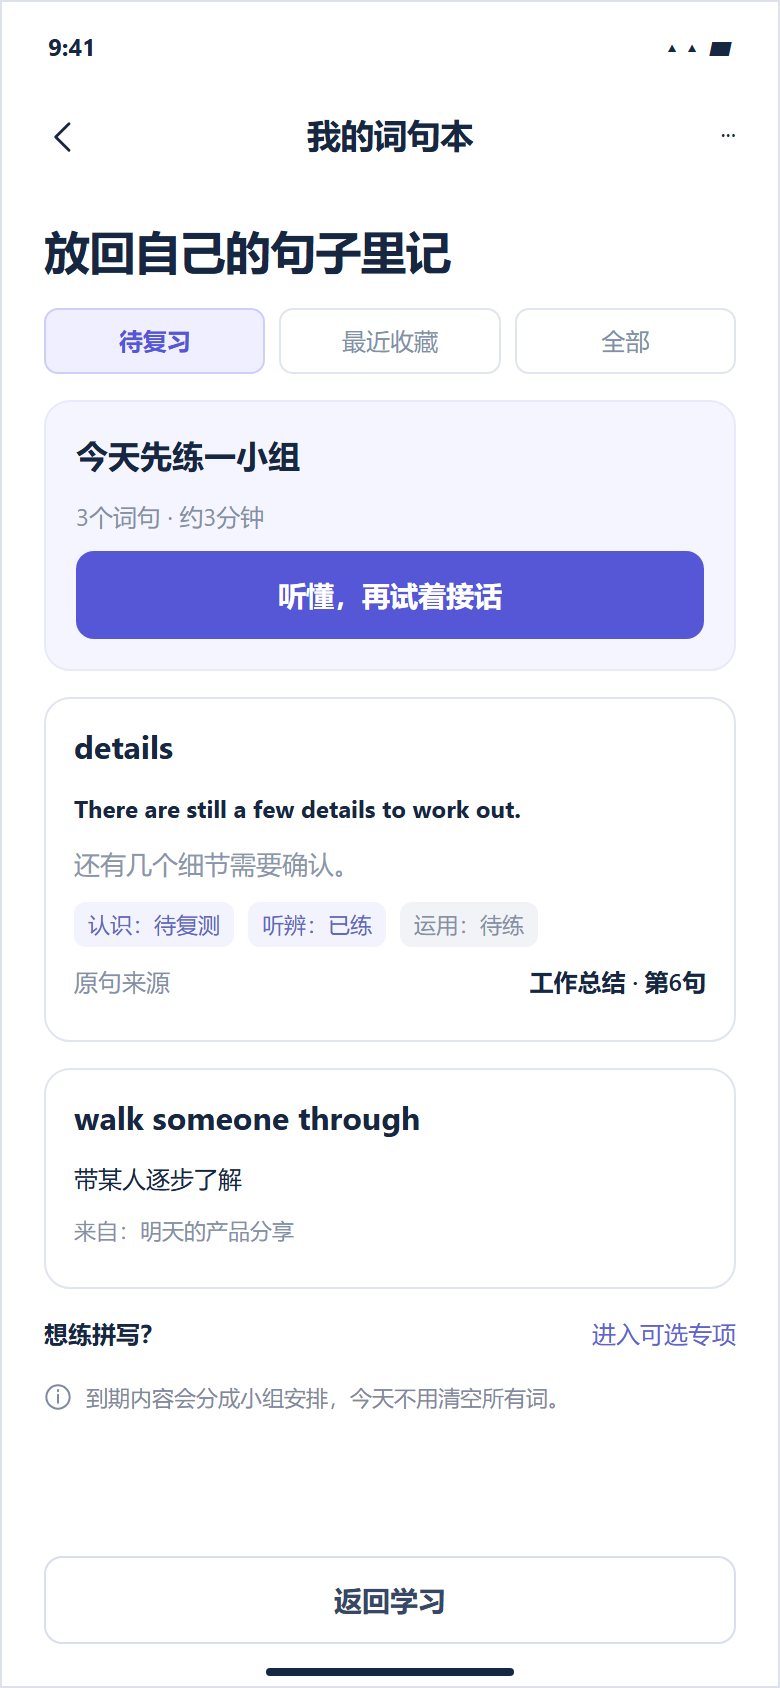 9:41
我的词句本
...
放回自己的句子里记
待复习 最近收藏 全部
今天先练一小组
3个词句 · 约3分钟
听懂，再试着接话
details
There are still a few details to work out.
还有几个细节需要确认。
认识：待复测 听辨：已练 运用：待练
原句来源 工作总结 · 第6句
walk someone through
带某人逐步了解
来自：明天的产品分享
想练拼写？ 进入可选专项
到期内容会分成小组安排，今天不用清空所有词。
返回学习